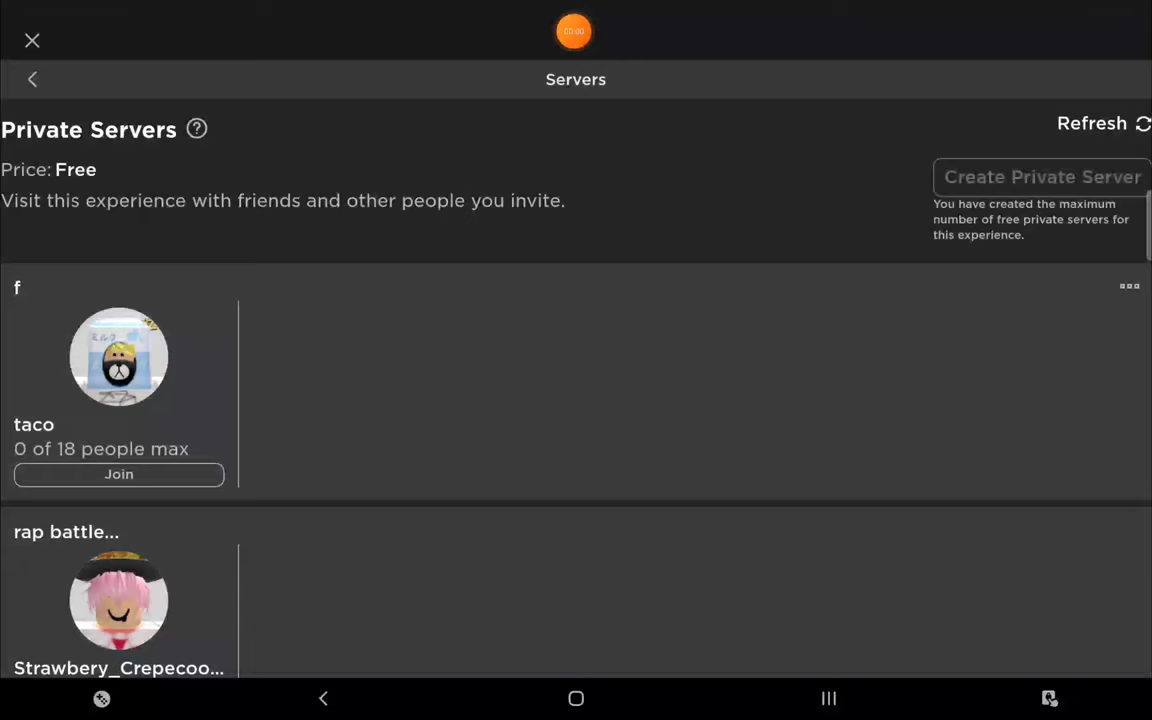 00:00
Servers
Private Servers
Refresh
Price: Free
Create Private Server
Visit this experience with friends and other people you invite.
You have created the maximum
number of free private servers for
this experience.
f
taco
0 of 18 people max
Join
rap battle...
Strawbery_Crepecoo...